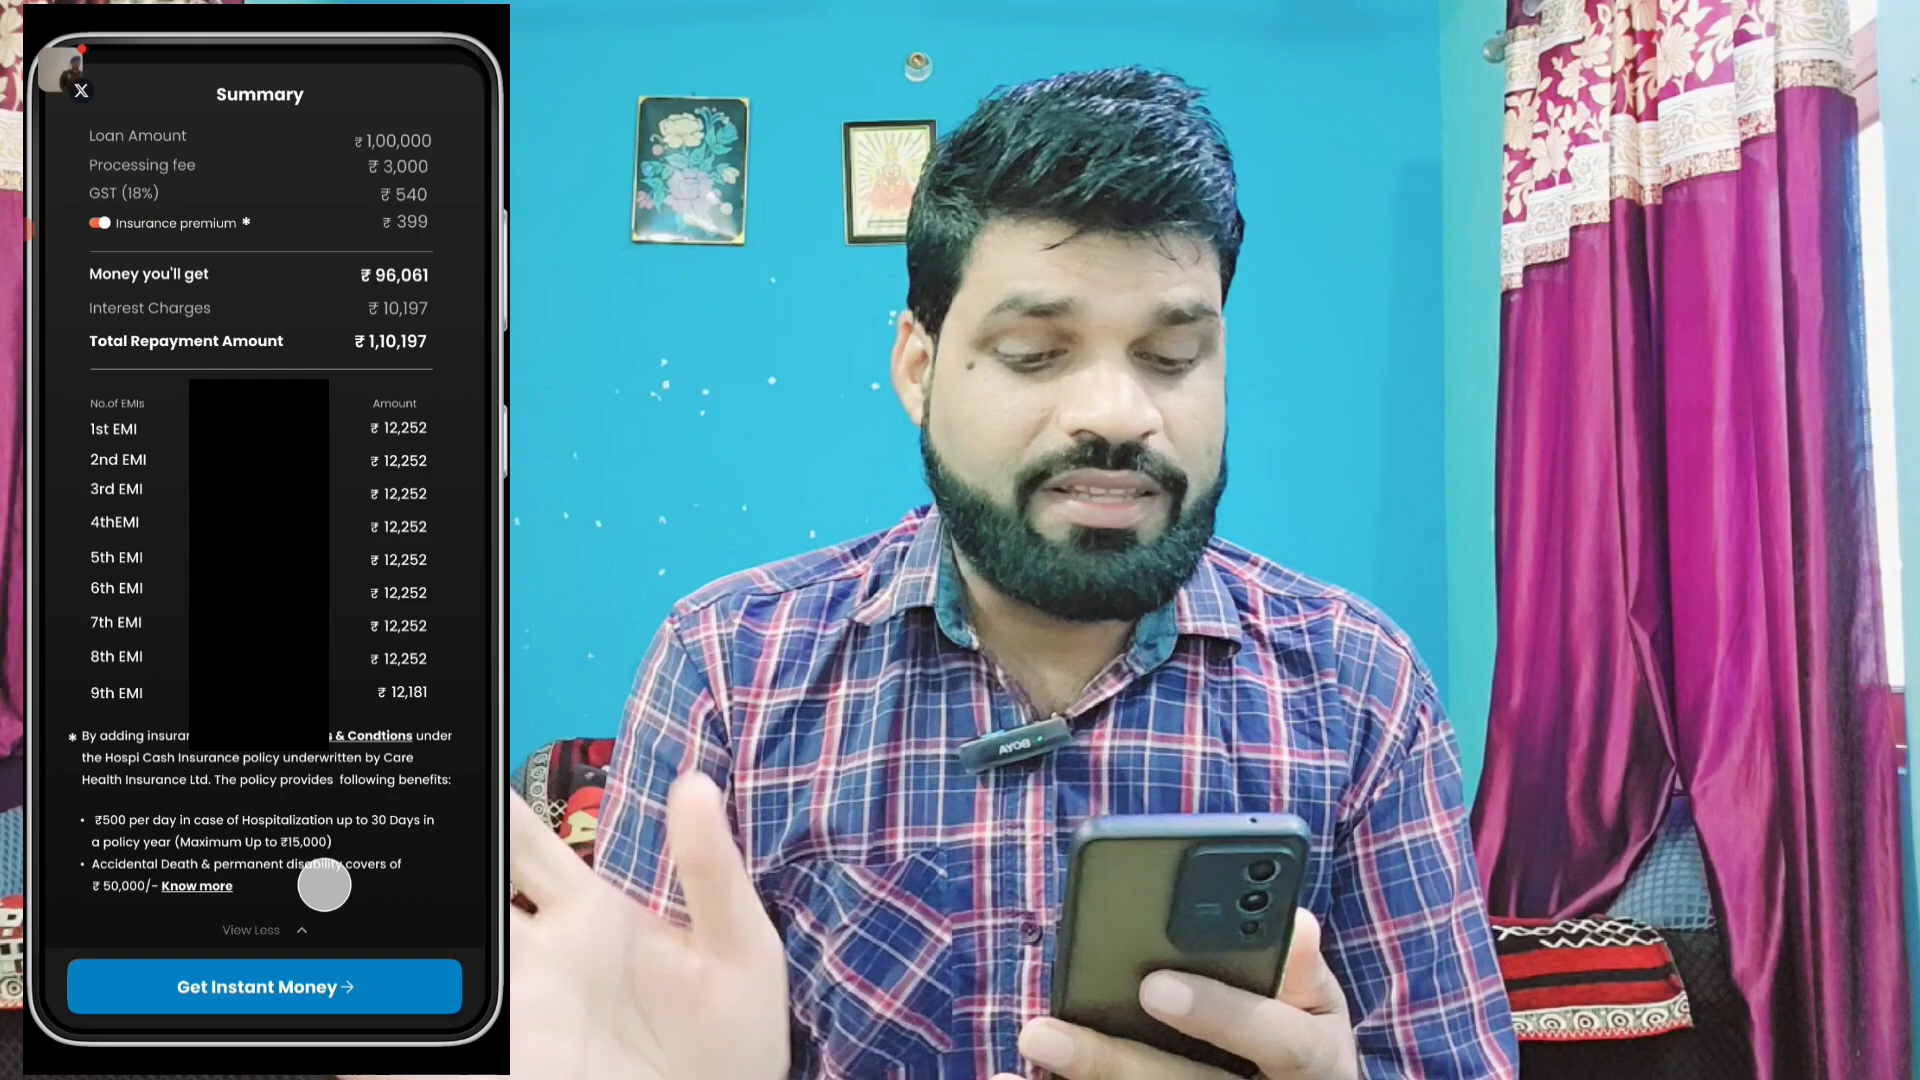 X
Summary
Loan Amount ₹ 1,00,000
Processing fee ₹ 3,000
GST (18%) ₹ 540
Insurance premium * ₹ 399
Money you'll get ₹ 96,061
Interest Charges ₹ 10,197
Total Repayment Amount ₹ 1,10,197
No.of EMIs Amount
1st EMI ₹ 12,252
2nd EMI ₹ 12,252
3rd EMI ₹ 12,252
4thEMI ₹ 12,252
5th EMI ₹ 12,252
6th EMI ₹ 12,252
7th EMI ₹ 12,252
8th EMI ₹ 12,252
9th EMI ₹ 12,181
* By adding insura s & Condtions under
the Hospi Cash Insurance policy underwritten by Care
Health Insurance Ltd. The policy provides following benefits:
• ₹500 per day in case of Hospitalization up to 30 Days in
a policy year (Maximum Up to ₹15,000)
• Accidental Death & permanent disability covers of
₹ 50,000/- Know more
View Less
Get Instant Money →
BOYA